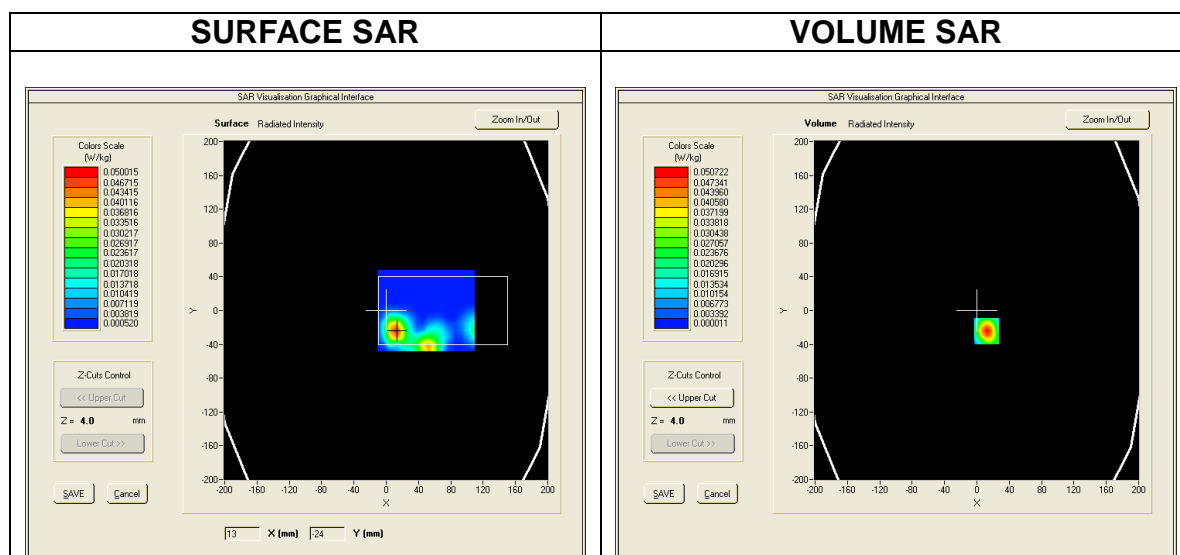 SURFACE SAR
VOLUME SAR
SAR Visualisation Graphical Interface
Surface Radiated Intensity
Zoom In/Out
Colors Scale
(W/kg)
0.050015
0.046715
0.043415
0.040116
0.036816
0.033516
0.030217
0.026917
0.023617
0.020318
0.017018
0.013718
0.010419
0.007119
0.003819
0.000520
Z-Cuts Control
<< Upper Cut
Z = 4.0 mm
Lower Cut >>
SAVE Cancel
200
160
120
80
40
0
-40
-80
-120
-160
-200
Y
-200 -160 -120 -80 -40 0 40 80 120 160 200
X
13 X (mm) -24 Y (mm)
SAR Visualisation Graphical Interface
Volume Radiated Intensity
Zoom In/Out
Colors Scale
(W/kg)
0.050722
0.047341
0.043960
0.040580
0.037199
0.033818
0.030438
0.027057
0.023676
0.020296
0.016915
0.013534
0.010154
0.006773
0.003392
0.000011
Z-Cuts Control
<< Upper Cut
Z = 4.0 mm
Lower Cut >>
SAVE Cancel
200
160
120
80
40
0
-40
-80
-120
-160
-200
Y
-200 -160 -120 -80 -40 0 40 80 120 160 200
X